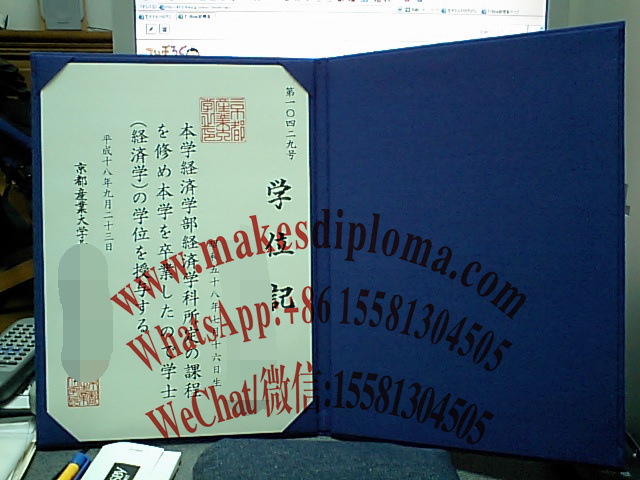 第一〇四二九号
学位記
五十八年七月十六日生
本学経済学部経済学科所定の課程
を修め本学を卒業したので学士
(経済学)の学位を授与する
平成十八年九月二十三日
京都産業大学
www.makesdiploma.com
WhatsApp:+86 15581304505
WeChat/微信:15581304505